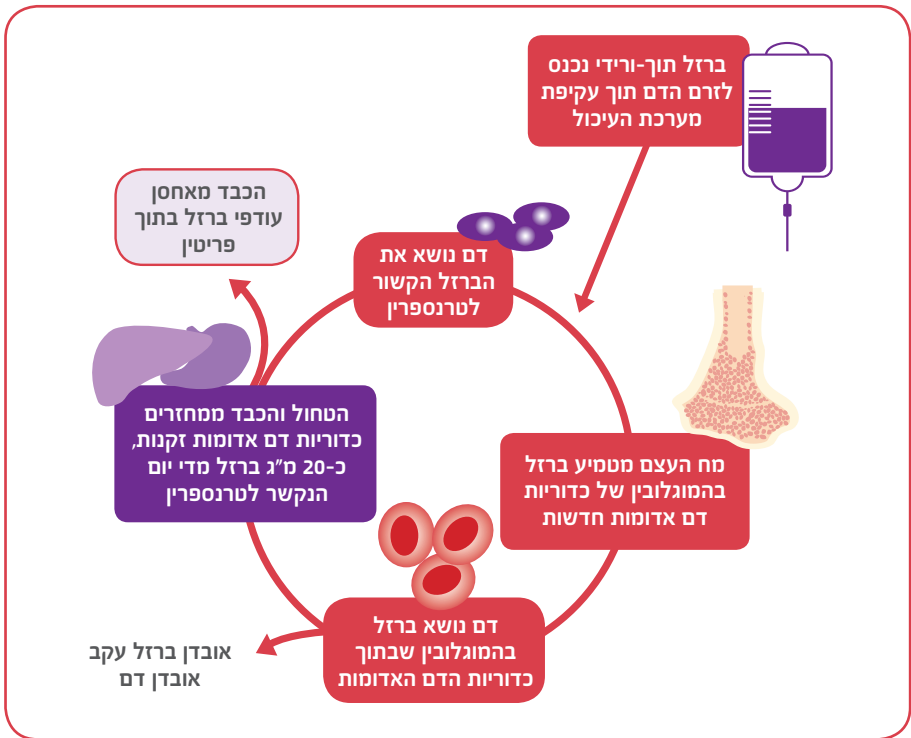 ברזל תוך-ורידי נכנס
לזרם הדם תוך עקיפת
מערכת העיכול
הכבד מאחסן
עודפי ברזל בתוך
פריטין
דם נושא את
הברזל הקשור
לטרנספרין
הטחול והכבד ממחזרים
כדוריות דם אדומות זקנות,
כ-20 מ"ג ברזל מדי יום
הנקשר לטרנספרין
מח העצם מטמיע ברזל
בהמוגלובין של כדוריות
דם אדומות חדשות
דם נושא ברזל
בהמוגלובין שבתוך
כדוריות הדם האדומות
אובדן ברזל עקב
אובדן דם